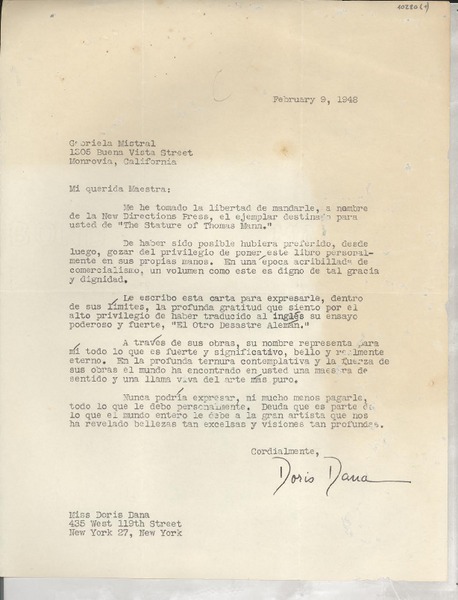 February 9, 1948
Gabriela Mistral
1305 Buena Vista Street
Monrovia, California
Mi querida Maestra:
Me he tomado la libertad de mandarle, a nombre
de la New Directions Press, el ejemplar destinado para
usted de "The Stature of Thomas Mann."
De haber sido posible hubiera preferido, desde
luego, gozar del privilegio de poner este libro personal-
mente en sus propias manos. En una época acribillada de
comercialismo, un volumen como este es digno de tal gracia
y dignidad.
Le escribo esta carta para expresarle, dentro
de sus límites, la profunda gratitud que siento por el
alto privilegio de haber traducido al inglés su ensayo
poderoso y fuerte, "El Otro Desastre Alemán."
A través de sus obras, su nombre representa para
mí todo lo que es fuerte y significativo, bello y realmente
eterno. En la profunda ternura contemplativa y la fuerza de
sus obras el mundo ha encontrado en usted una maestra de
sentido y una llama viva del arte más puro.
Nunca podría expresar, ni mucho menos pagarle,
todo lo que le debo personalmente. Deuda que es parte de
lo que el mundo entero le debe a la gran artista que nos
ha revelado bellezas tan excelsas y visiones tan profundas.
Cordialmente,
Doris Dana
Miss Doris Dana
435 West 119th Street
New York 27, New York